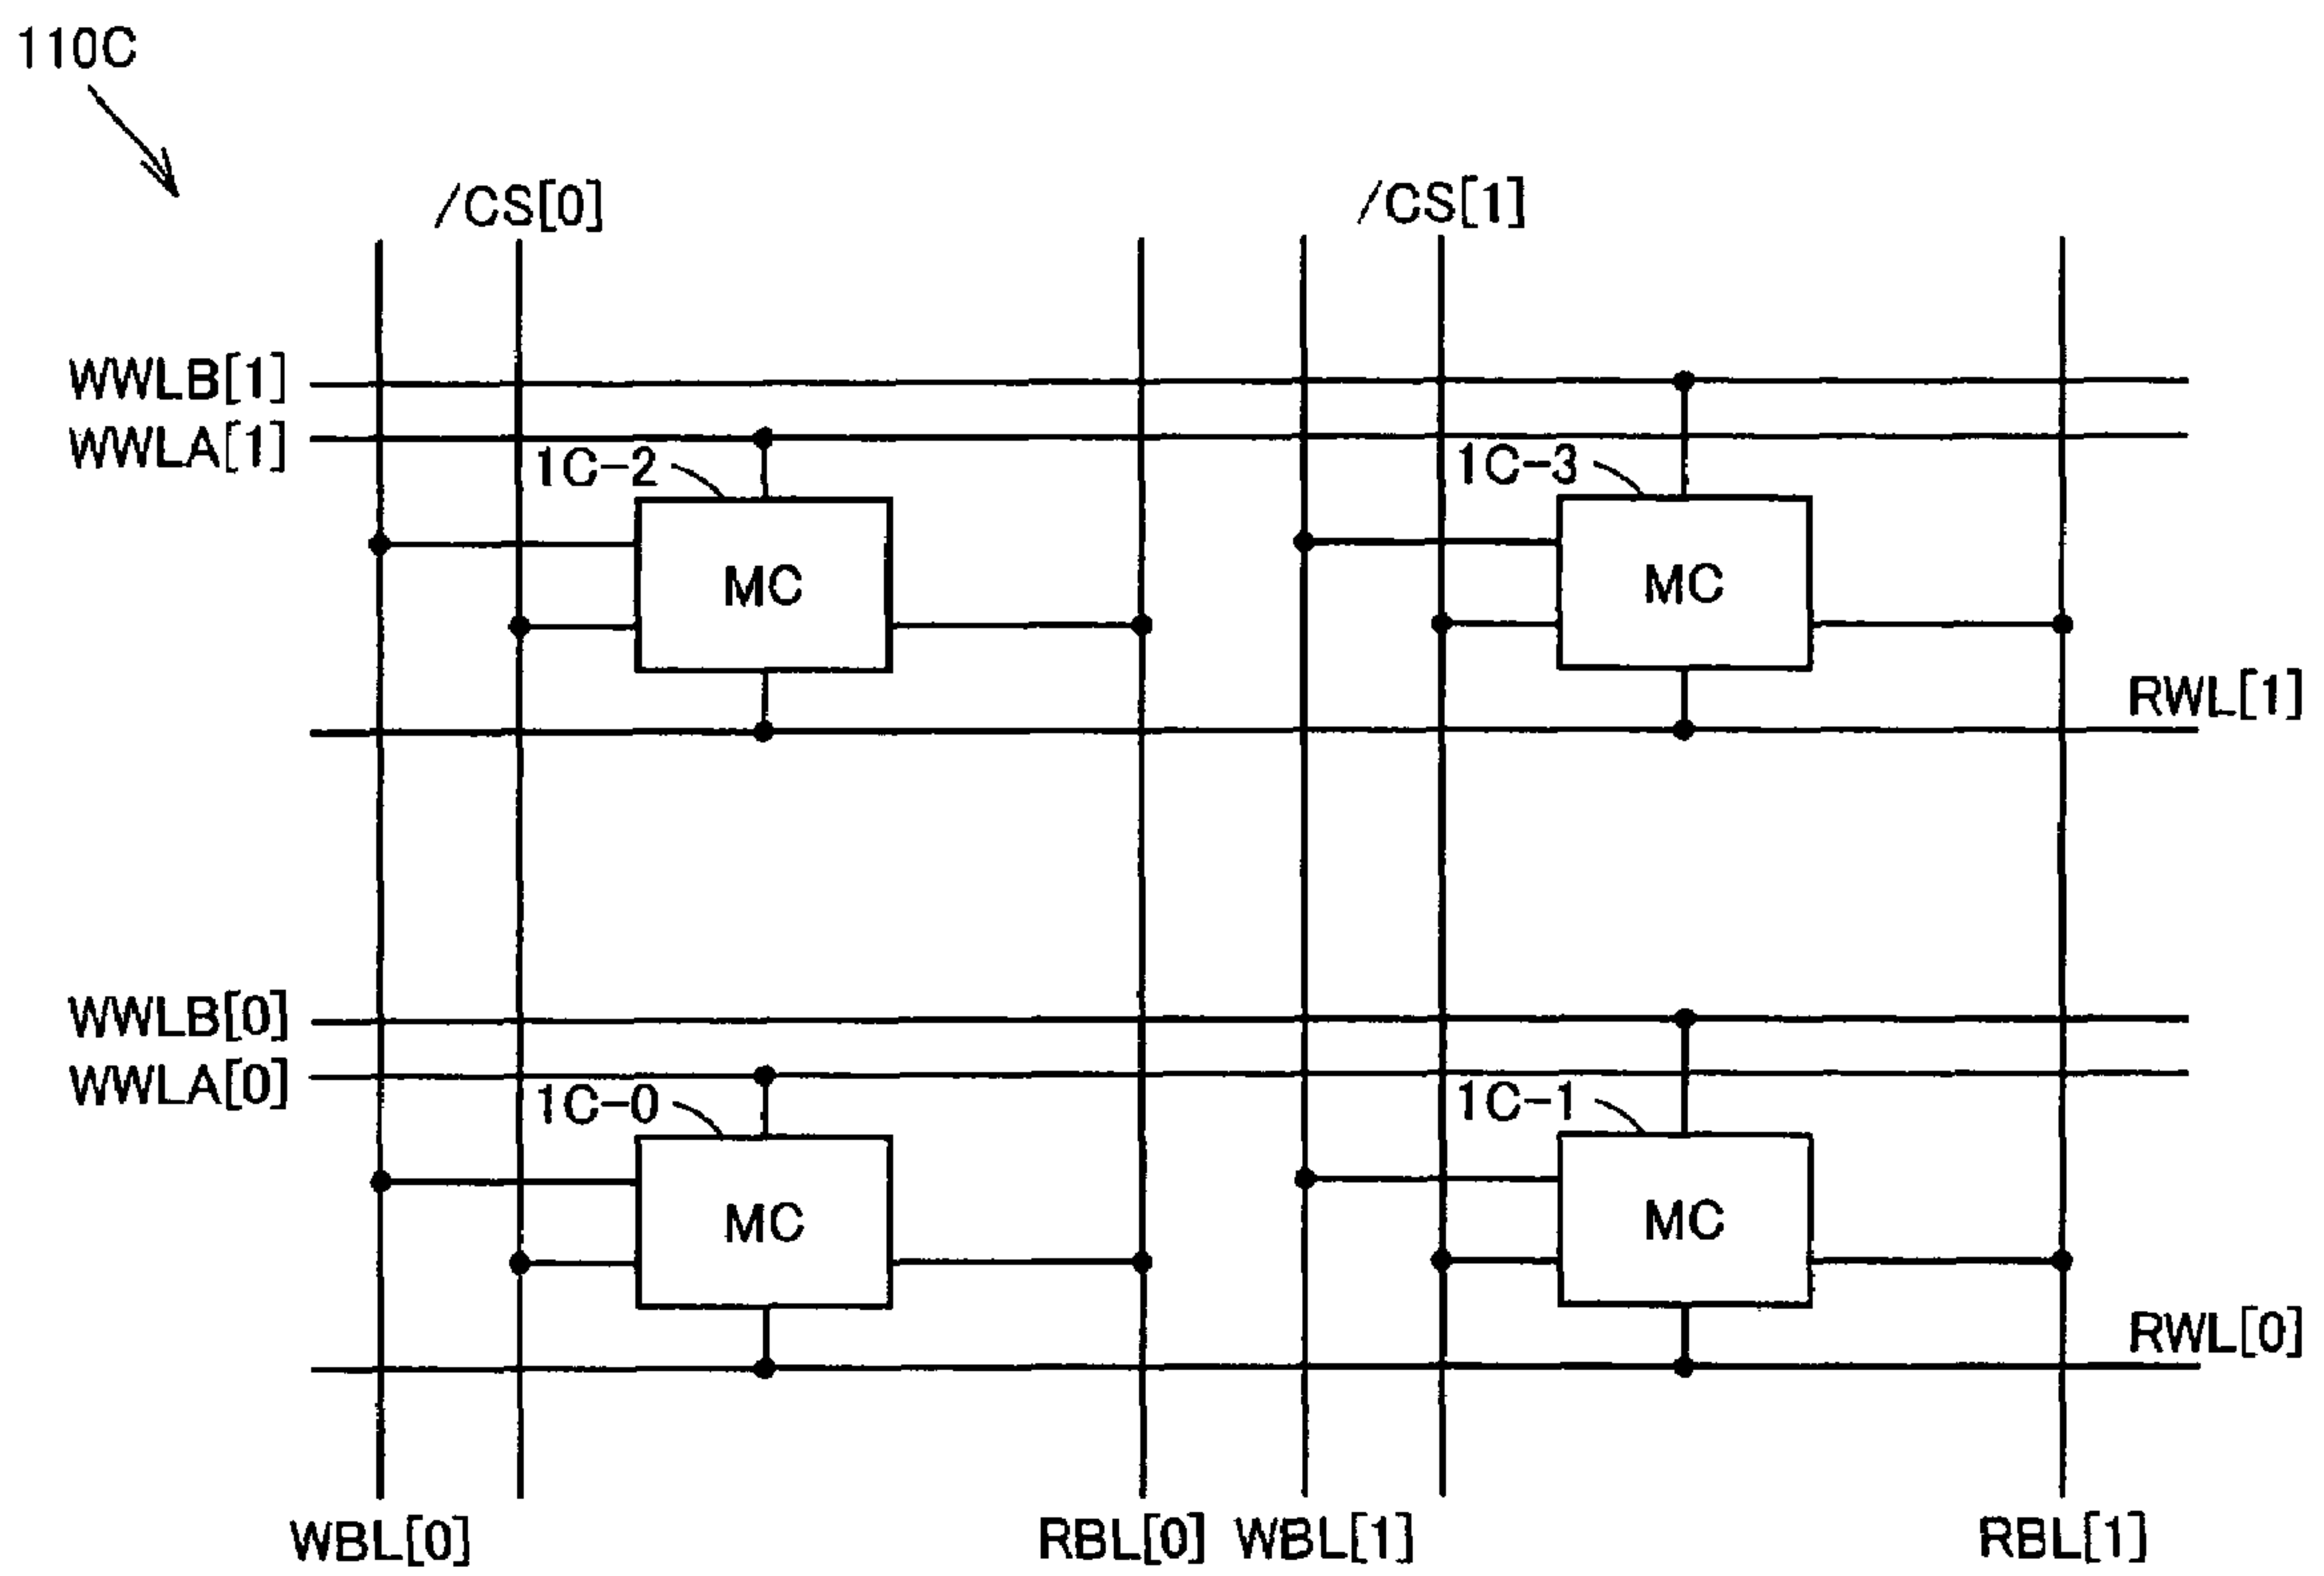 110C
/CS[0] /CS[1]
WWLB[1]
WWLA[1]
1C-2 1C-3
MC MC
RWL[1]
WWLB[0]
WWLA[0]
1C-0 1C-1
MC MC
RWL[0]
WBL[0] RBL[0] WBL[1] RBL[1]